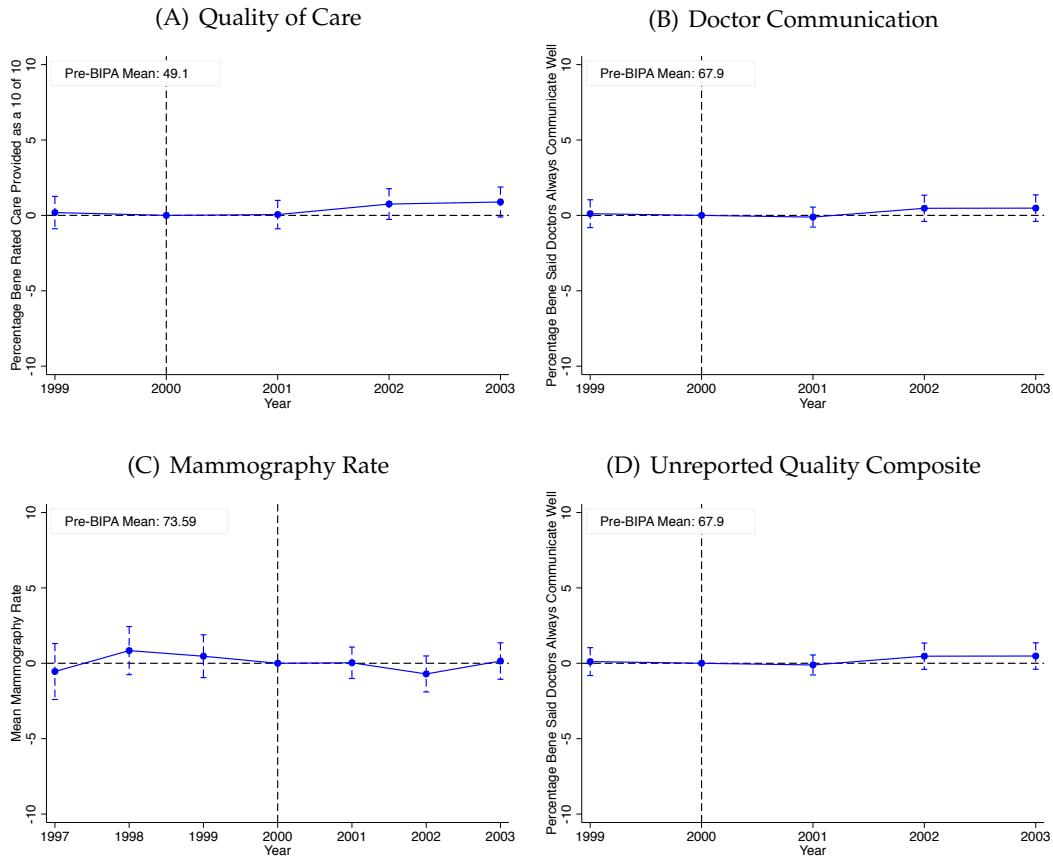 (A) Quality of Care
Percentage Bene Rated Care Provided as a 10 of 10
10
5
0
-5
-10
Pre-BIPA Mean: 49.1
1999 2000 2001 2002 2003
Year
(B) Doctor Communication
Percentage Bene Said Doctors Always Communicate Well
10
5
0
-5
-10
Pre-BIPA Mean: 67.9
1999 2000 2001 2002 2003
Year
(C) Mammography Rate
Mean Mammography Rate
10
5
0
-5
-10
Pre-BIPA Mean: 73.59
1997 1998 1999 2000 2001 2002 2003
Year
(D) Unreported Quality Composite
Percentage Bene Said Doctors Always Communicate Well
10
5
0
-5
-10
Pre-BIPA Mean: 67.9
1999 2000 2001 2002 2003
Year